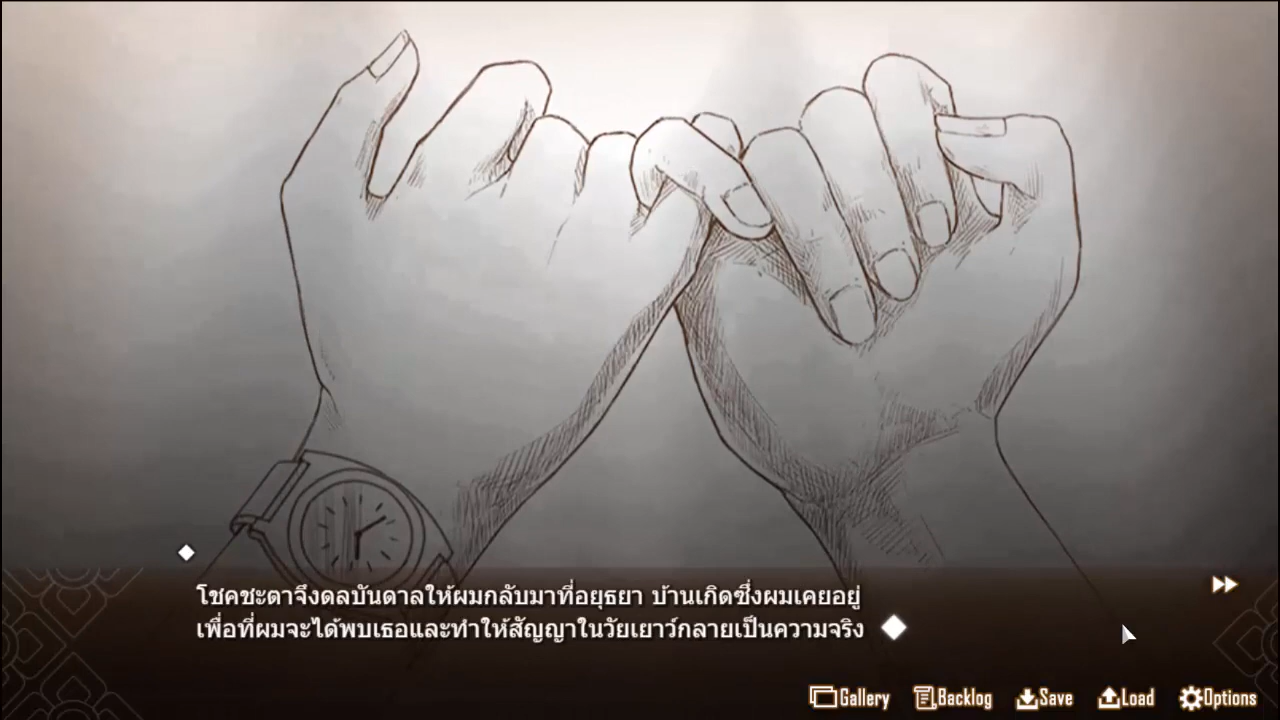 โชคชะตาจึงดลบันดาลให้ผมกลับมาที่อยุธยา บ้านเกิดซึ่งผมเคยอยู่
เพื่อที่ผมจะได้พบเธอและทำให้สัญญาในวัยเยาว์กลายเป็นความจริง
Gallery Backlog Save Load Options